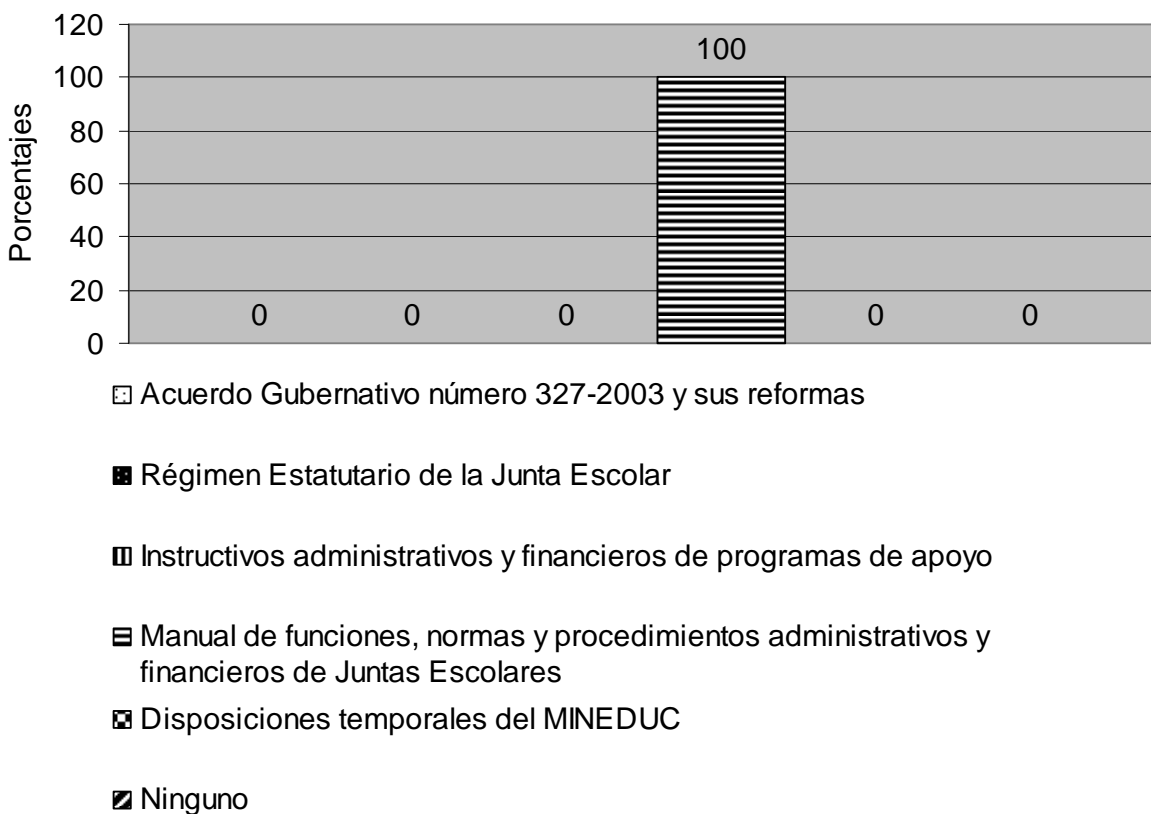 120
100
100
80
Porcentajes
60
40
20
0 0 0 0 0
0
Acuerdo Gubernativo número 327-2003 y sus reformas
Régimen Estatutario de la Junta Escolar
Instructivos administrativos y financieros de programas de apoyo
Manual de funciones, normas y procedimientos administrativos y
financieros de Juntas Escolares
Disposiciones temporales del MINEDUC
Ninguno